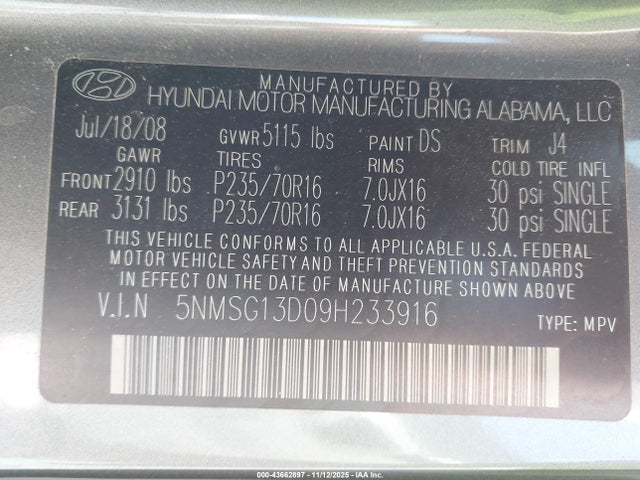 MANUFACTURED BY
HYUNDAI MOTOR MANUFACTURING ALABAMA, LLC
Jul/18/08 GVWR 5115 lbs PAINT DS TRIM J4
GAWR TIRES RIMS COLD TIRE INFL
FRONT 2910 lbs P235/70R16 7.0JX16 30 psi SINGLE
REAR 3131 lbs P235/70R16 7.0JX16 30 psi SINGLE
THIS VEHICLE CONFORMS TO ALL APPLICABLE U.S.A. FEDERAL
MOTOR VEHICLE SAFETY AND THEFT PREVENTION STANDARDS
IN EFFECT ON THE DATE OF MANUFACTURE SHOWN ABOVE.
V.I.N 5NMSG13D09H233916 TYPE: MPV
000-43662897 - 11/12/2025 - IAA Inc.